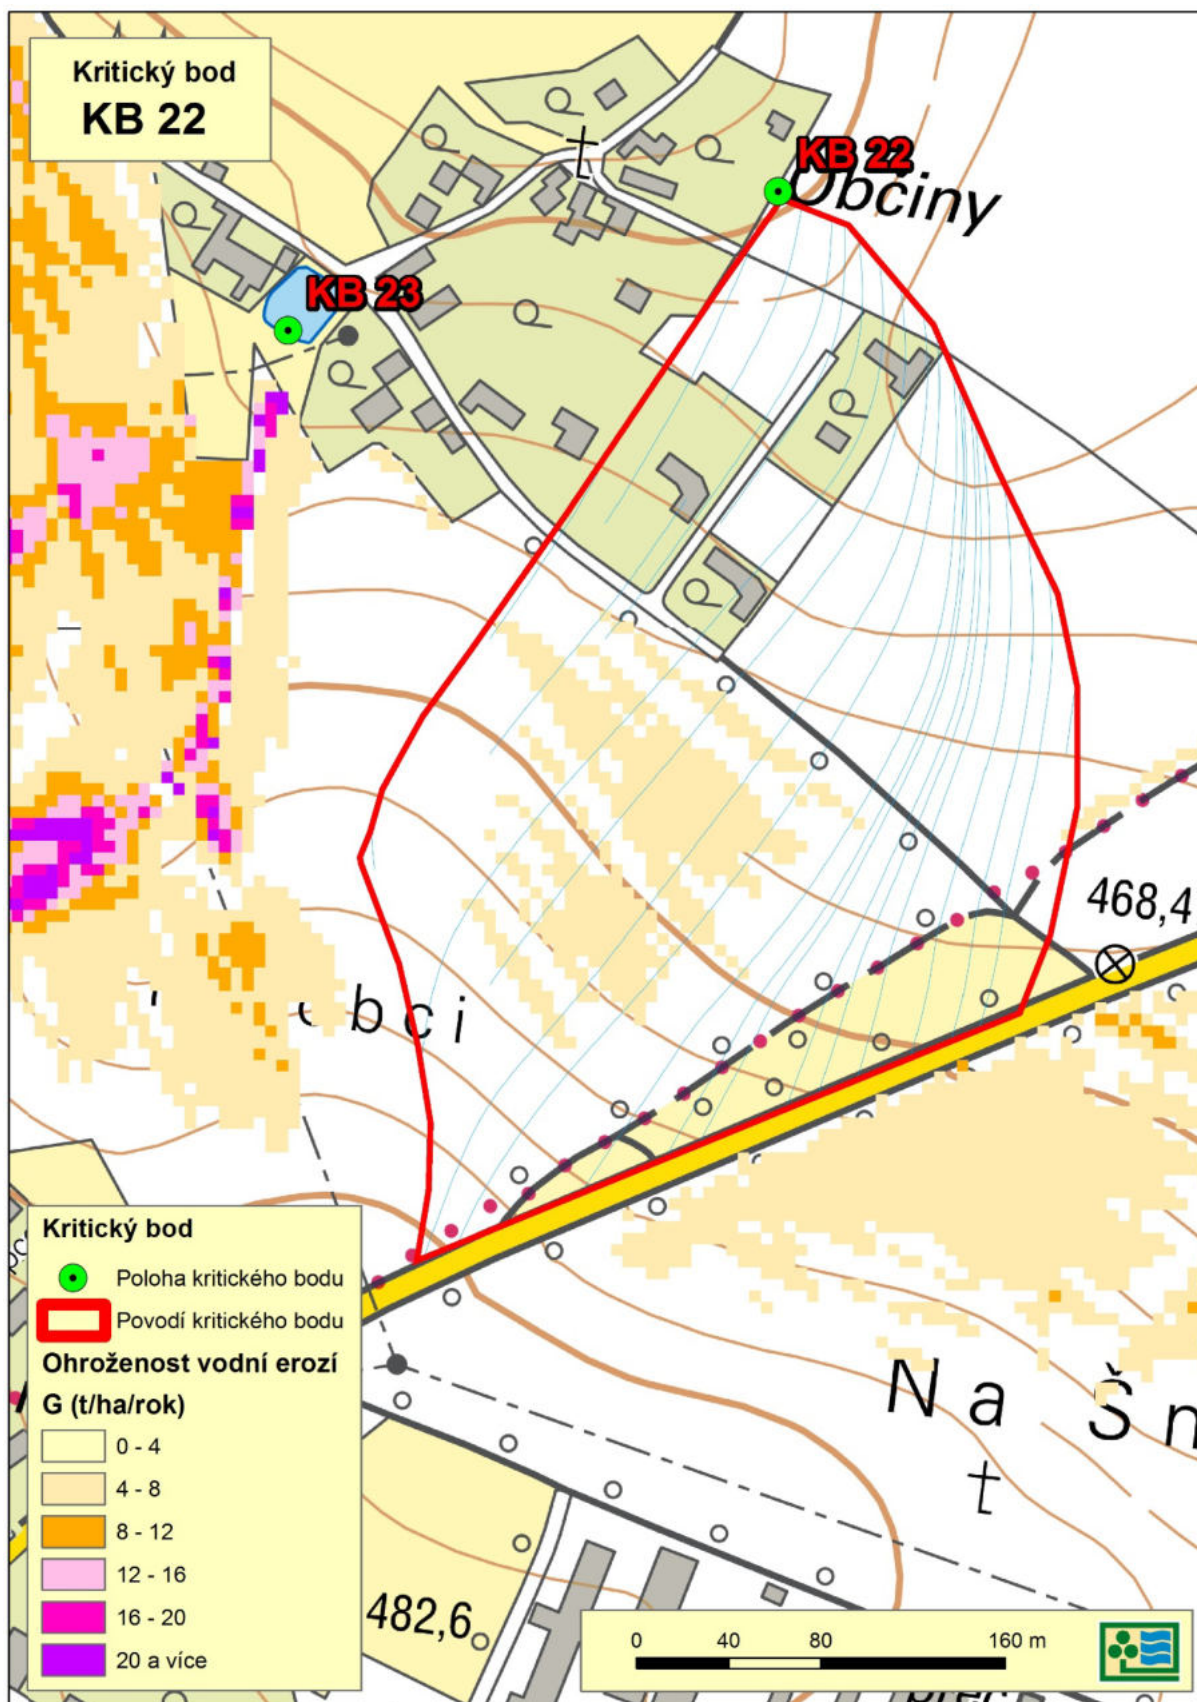 Kritický bod
KB 22
KB 22
Občiny
KB 23
468,4
bci
Na Šn
Kritický bod
Poloha kritického bodu
Povodí kritického bodu
Ohroženost vodní erozí
G (t/ha/rok)
0 - 4
4 - 8
8 - 12
12 - 16
16 - 20
20 a více
482,6
0 40 80 160 m